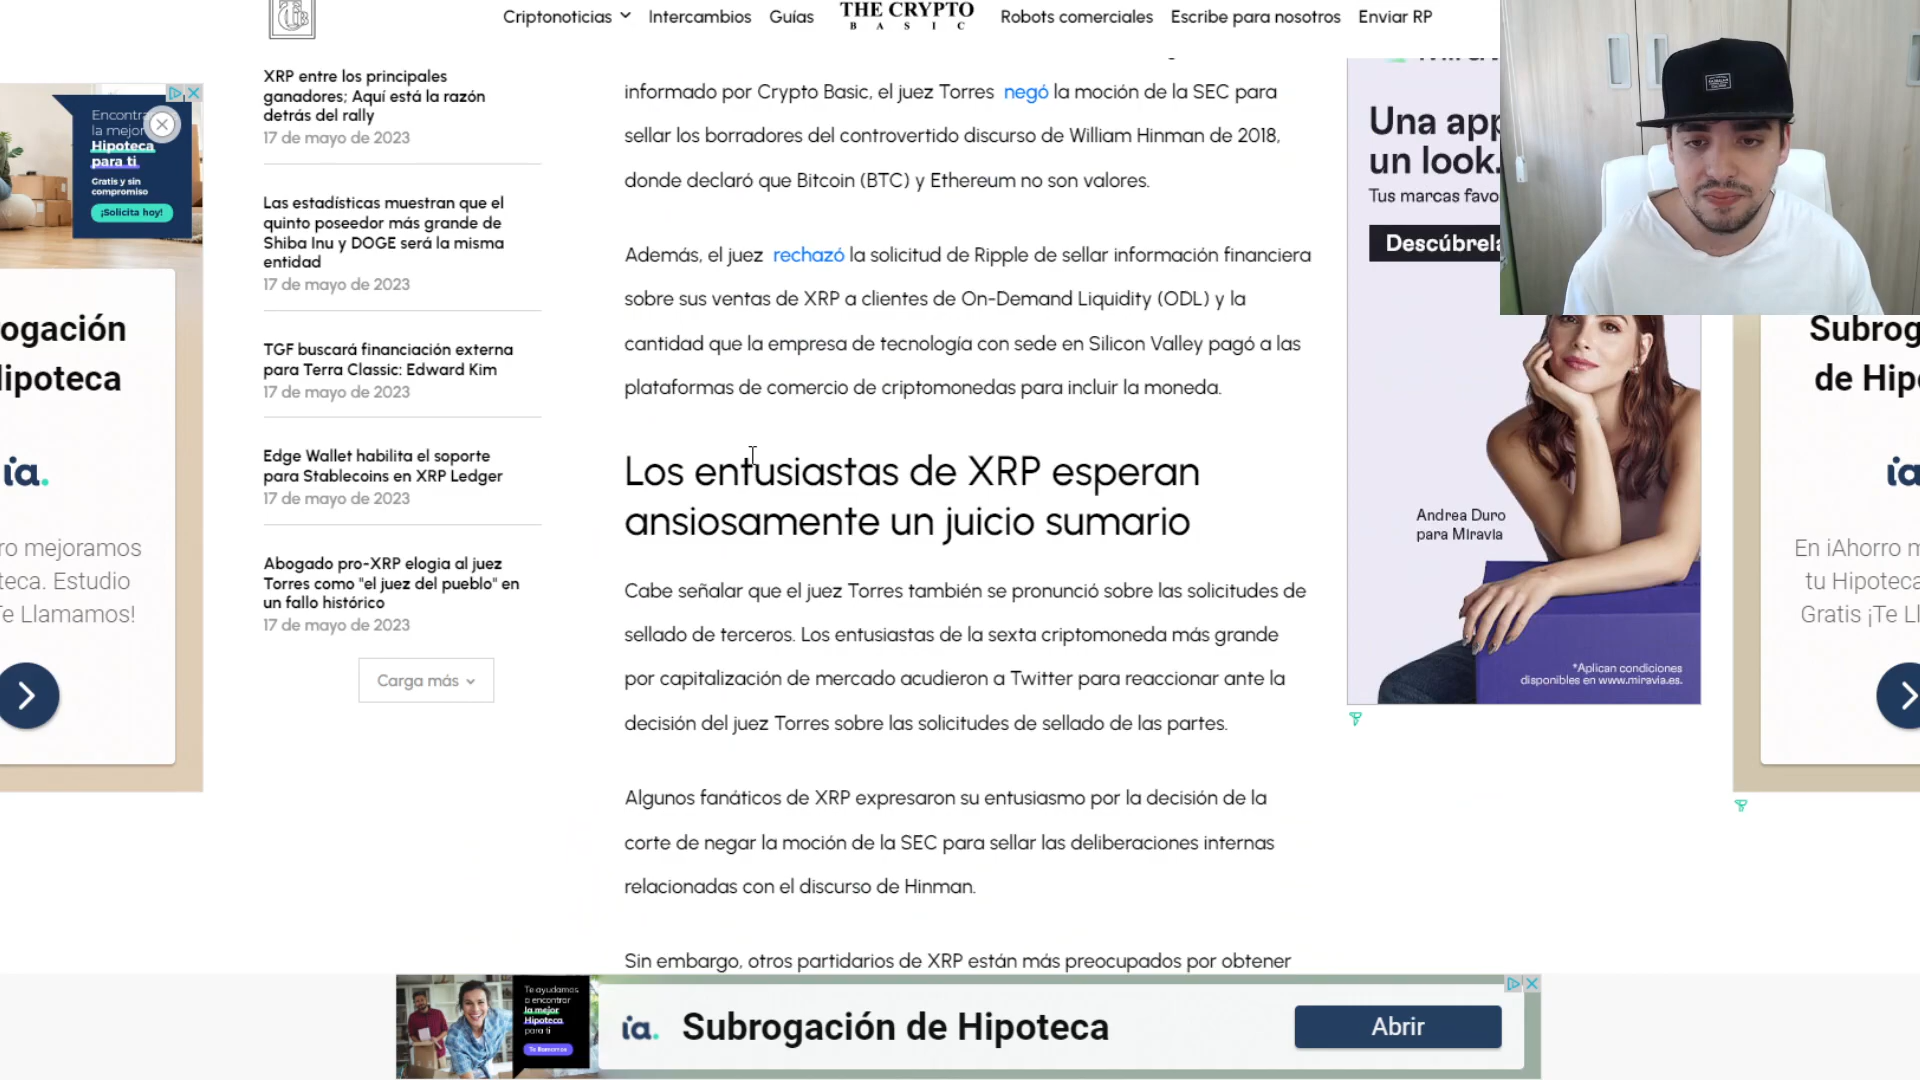 Criptonoticias
Intercambios
Guías
THE CRYPTO
BASIC
Robots comerciales
Escribe para nosotros
Enviar RP
XRP entre los principales
ganadores; Aquí está la razón
detrás del rally
17 de mayo de 2023
Las estadísticas muestran que el
quinto poseedor más grande de
Shiba Inu y DOGE será la misma
entidad
17 de mayo de 2023
TGF buscará financiación externa
para Terra Classic: Edward Kim
17 de mayo de 2023
Edge Wallet habilita el soporte
para Stablecoins en XRP Ledger
17 de mayo de 2023
Abogado pro-XRP elogia al juez
Torres como "el juez del pueblo" en
un fallo histórico
17 de mayo de 2023
Carga más
informado por Crypto Basic, el juez Torres negó la moción de la SEC para
sellar los borradores del controvertido discurso de William Hinman de 2018,
donde declaró que Bitcoin (BTC) y Ethereum no son valores.
Además, el juez rechazó la solicitud de Ripple de sellar información financiera
sobre sus ventas de XRP a clientes de On-Demand Liquidity (ODL) y la
cantidad que la empresa de tecnología con sede en Silicon Valley pagó a las
plataformas de comercio de criptomonedas para incluir la moneda.
Los entusiastas de XRP esperan
ansiosamente un juicio sumario
Cabe señalar que el juez Torres también se pronunció sobre las solicitudes de
sellado de terceros. Los entusiastas de la sexta criptomoneda más grande
por capitalización de mercado acudieron a Twitter para reaccionar ante la
decisión del juez Torres sobre las solicitudes de sellado de las partes.
Algunos fanáticos de XRP expresaron su entusiasmo por la decisión de la
corte de negar la moción de la SEC para sellar las deliberaciones internas
relacionadas con el discurso de Hinman.
Sin embargo, otros partidarios de XRP están más preocupados por obtener
Encontra
la mejor
Hipoteca
para ti
Gratis y sin
compromiso
¡Solicita hoy!
ogación
ipoteca
ia.
ro mejoramos
teca. Estudio
Te Llamamos!
Una app
un look.
Tus marcas favo
Descúbrela
Andrea Duro
para Miravia
*Aplican condiciones
disponibles en www.miravia.es.
Subrog
de Hip
ia
En iAhorro m
tu Hipoteca
Gratis ¡Te Ll
Te ayudamos
a encontrar
la mejor
Hipoteca
para ti
Te llamamos
ia.
Subrogación de Hipoteca
Abrir